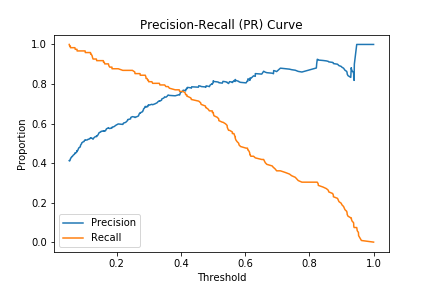 Precision-Recall (PR) Curve
Proportion
1.0
0.8
0.6
0.4
0.2
0.0
Precision
Recall
0.2 0.4 0.6 0.8 1.0
Threshold